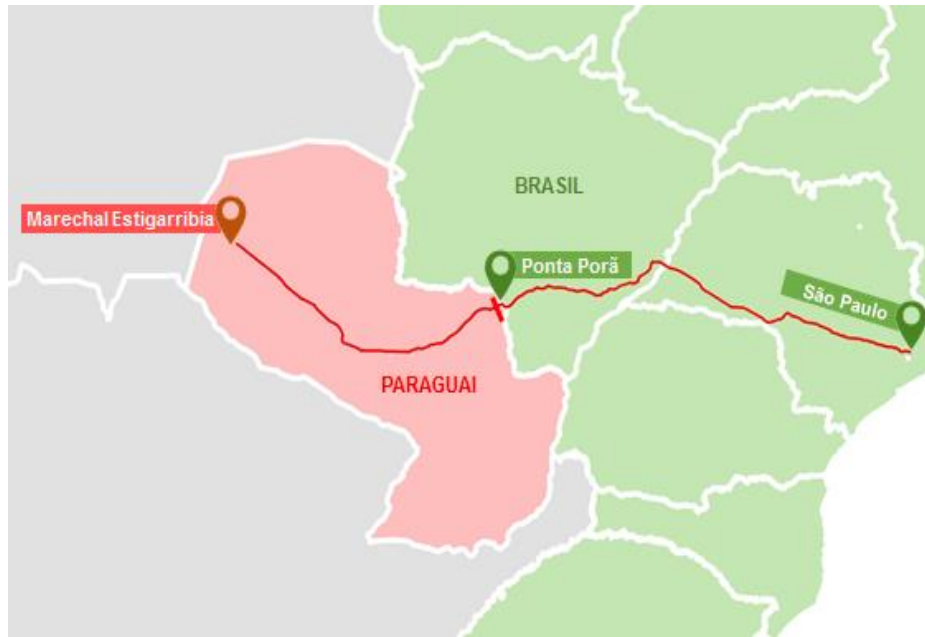 BRASIL
Marechal Estigarribia
Ponta Porã
São Paulo
PARAGUAI